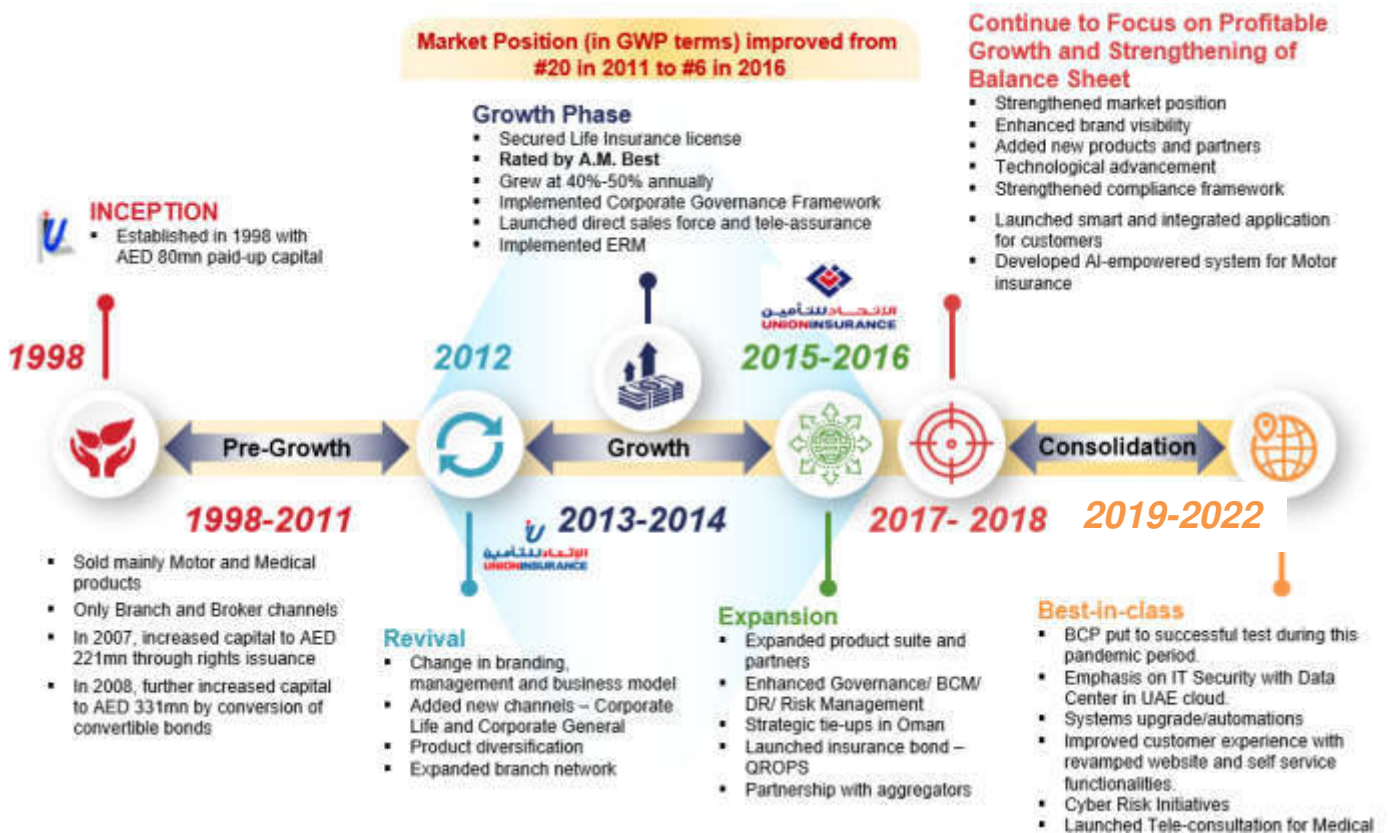 Market Position (in GWP terms) improved from
#20 in 2011 to #6 in 2016
Continue to Focus on Profitable
Growth and Strengthening of
Balance Sheet
▪ Strengthened market position
▪ Enhanced brand visibility
▪ Added new products and partners
▪ Technological advancement
▪ Strengthened compliance framework
▪ Launched smart and integrated application
for customers
▪ Developed AI-empowered system for Motor
insurance
Growth Phase
▪ Secured Life Insurance license
▪ Rated by A.M. Best
▪ Grew at 40%-50% annually
▪ Implemented Corporate Governance Framework
▪ Launched direct sales force and tele-assurance
▪ Implemented ERM
iU
INCEPTION
▪ Established in 1998 with
AED 80mn paid-up capital
الاتحاد للتأمين
UNIONINSURANCE
1998
2012
2015-2016
Pre-Growth
Growth
Consolidation
1998-2011
2013-2014
2017- 2018
2019-2022
iU
الاتحاد للتأمين
UNIONINSURANCE
▪ Sold mainly Motor and Medical
products
▪ Only Branch and Broker channels
▪ In 2007, increased capital to AED
221mn through rights issuance
▪ In 2008, further increased capital
to AED 331mn by conversion of
convertible bonds
Revival
▪ Change in branding,
management and business model
▪ Added new channels – Corporate
Life and Corporate General
▪ Product diversification
▪ Expanded branch network
Expansion
▪ Expanded product suite and
partners
▪ Enhanced Governance/ BCM/
DR/ Risk Management
▪ Strategic tie-ups in Oman
▪ Launched insurance bond –
QROPS
▪ Partnership with aggregators
Best-in-class
▪ BCP put to successful test during this
pandemic period.
▪ Emphasis on IT Security with Data
Center in UAE cloud.
▪ Systems upgrade/automations
▪ Improved customer experience with
revamped website and self service
functionalities.
▪ Cyber Risk Initiatives
▪ Launched Tele-consultation for Medical